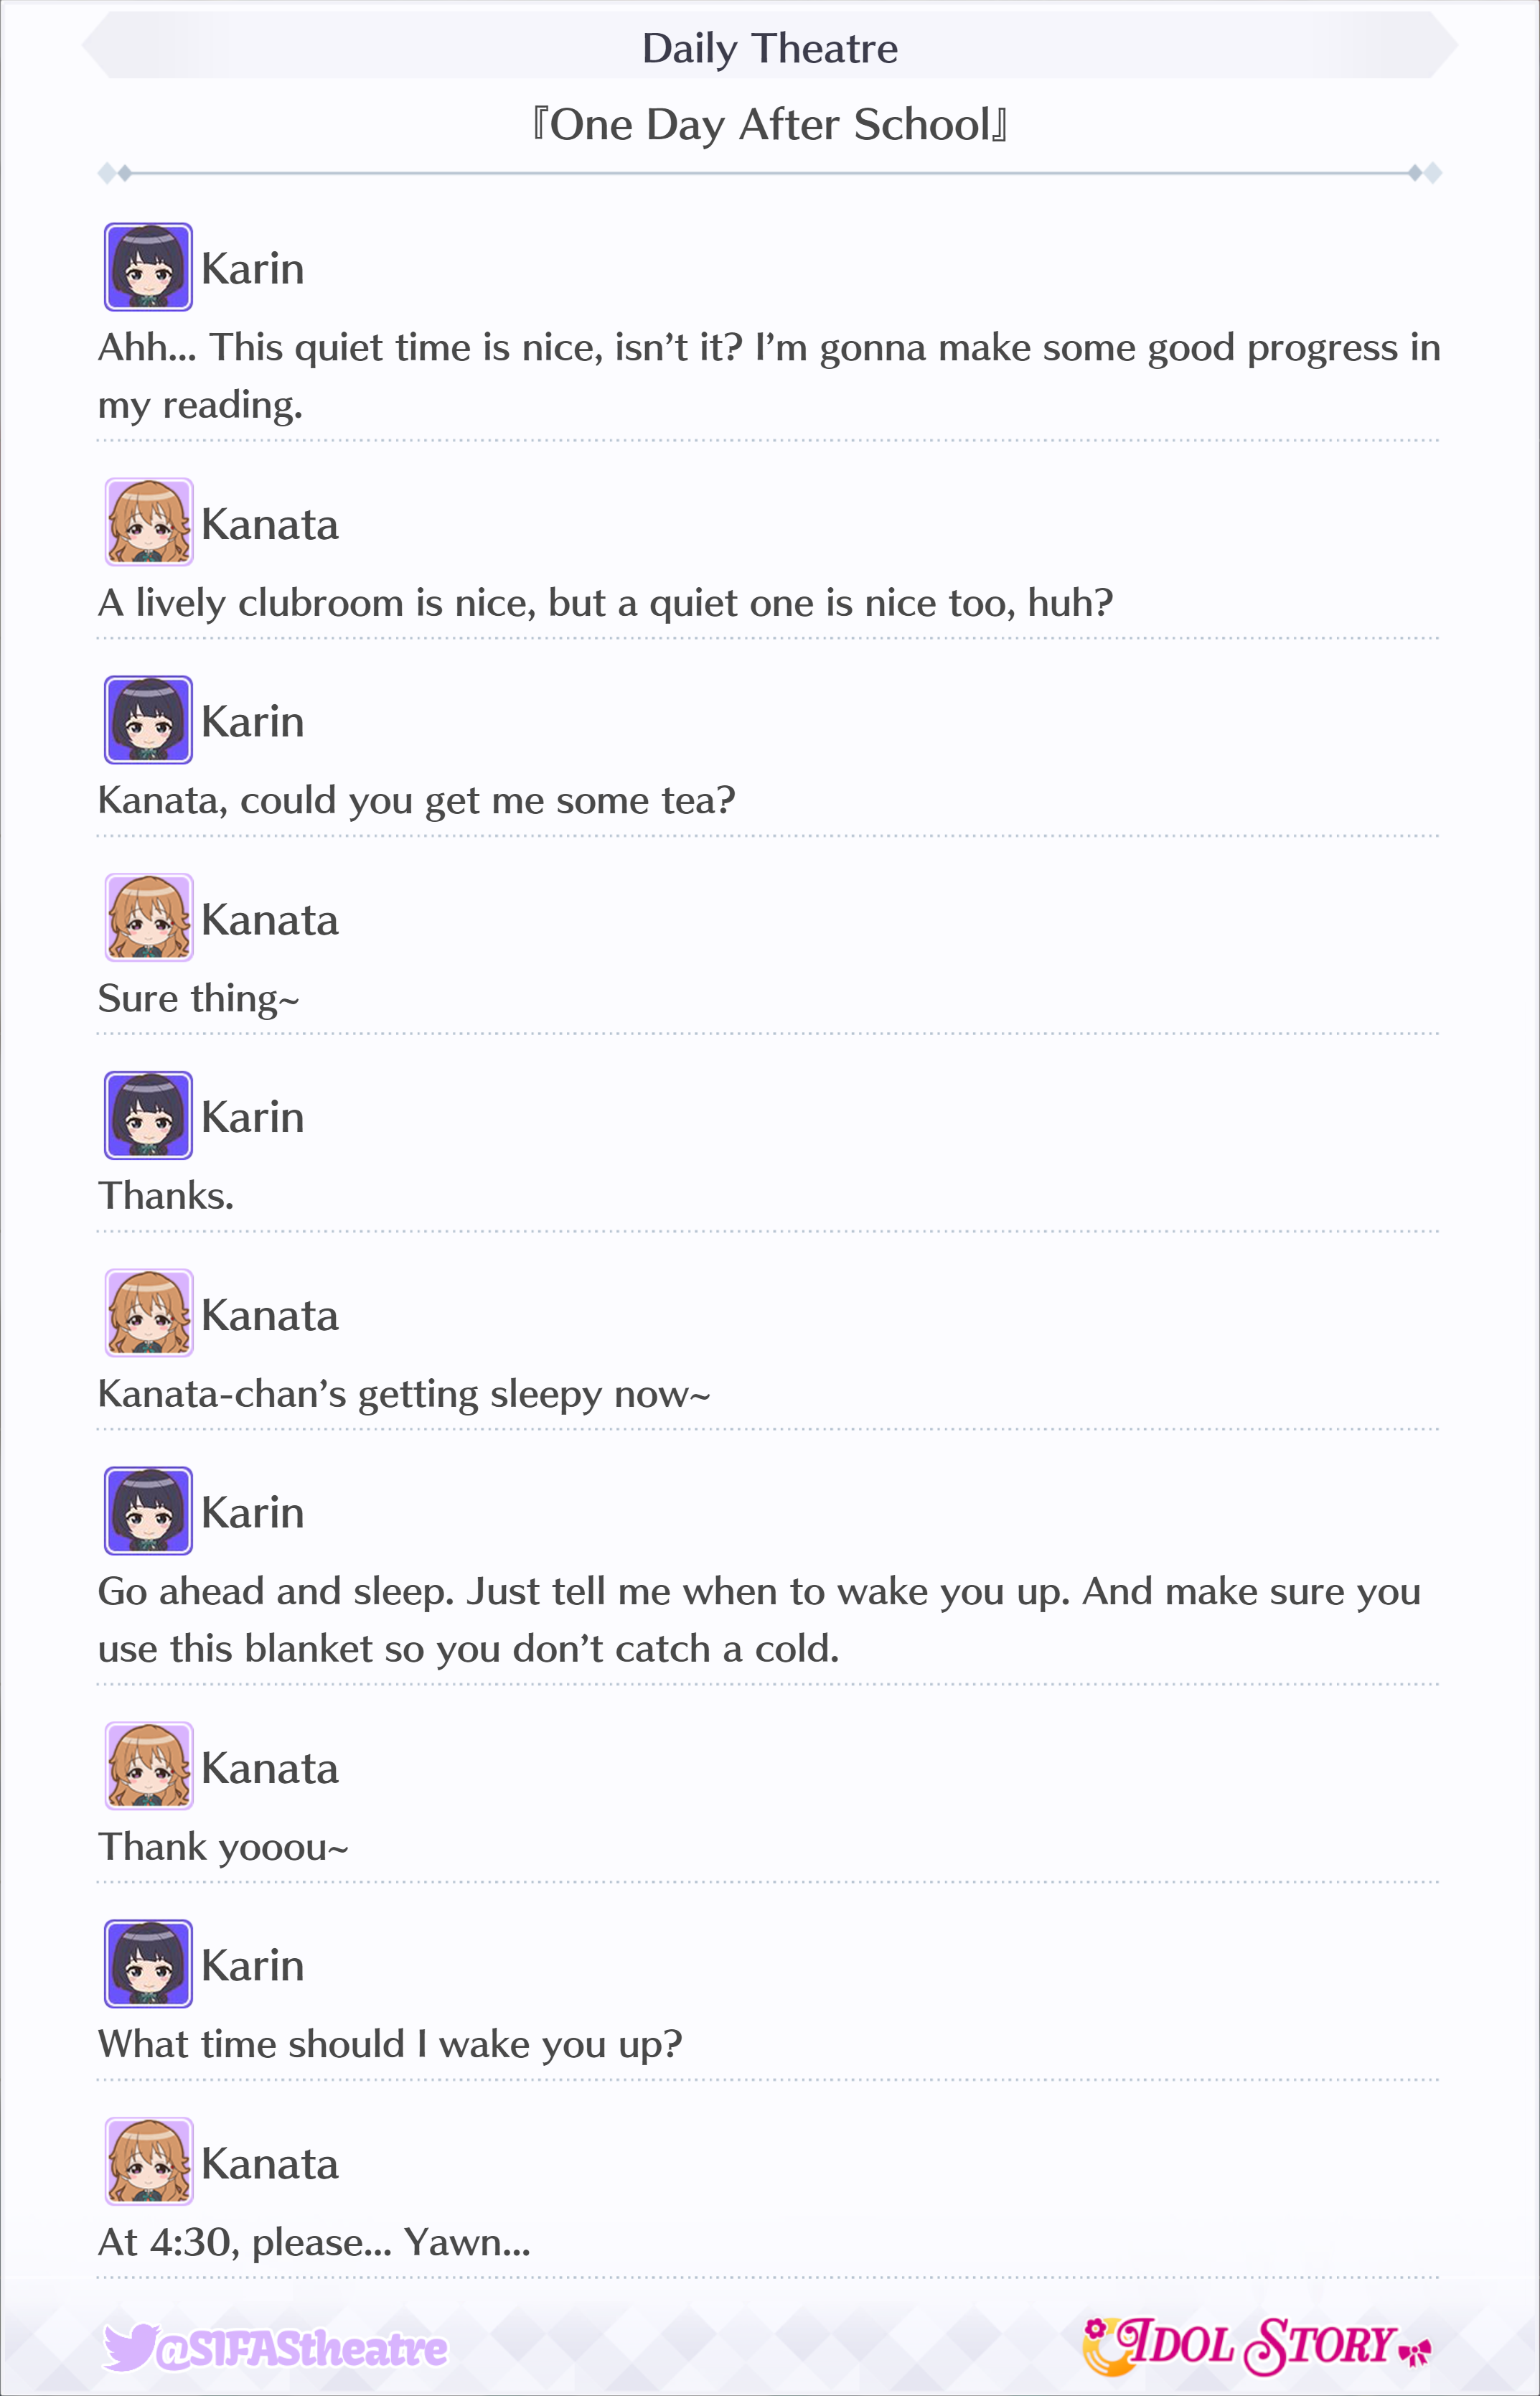 Daily Theatre
『One Day After School』
Karin
Ahh... This quiet time is nice, isn’t it? I’m gonna make some good progress in
my reading.
Kanata
A lively clubroom is nice, but a quiet one is nice too, huh?
Karin
Kanata, could you get me some tea?
Kanata
Sure thing~
Karin
Thanks.
Kanata
Kanata-chan’s getting sleepy now~
Karin
Go ahead and sleep. Just tell me when to wake you up. And make sure you
use this blanket so you don’t catch a cold.
Kanata
Thank yooou~
Karin
What time should I wake you up?
Kanata
At 4:30, please... Yawn...
@SIFAStheatre
IDOL STORY